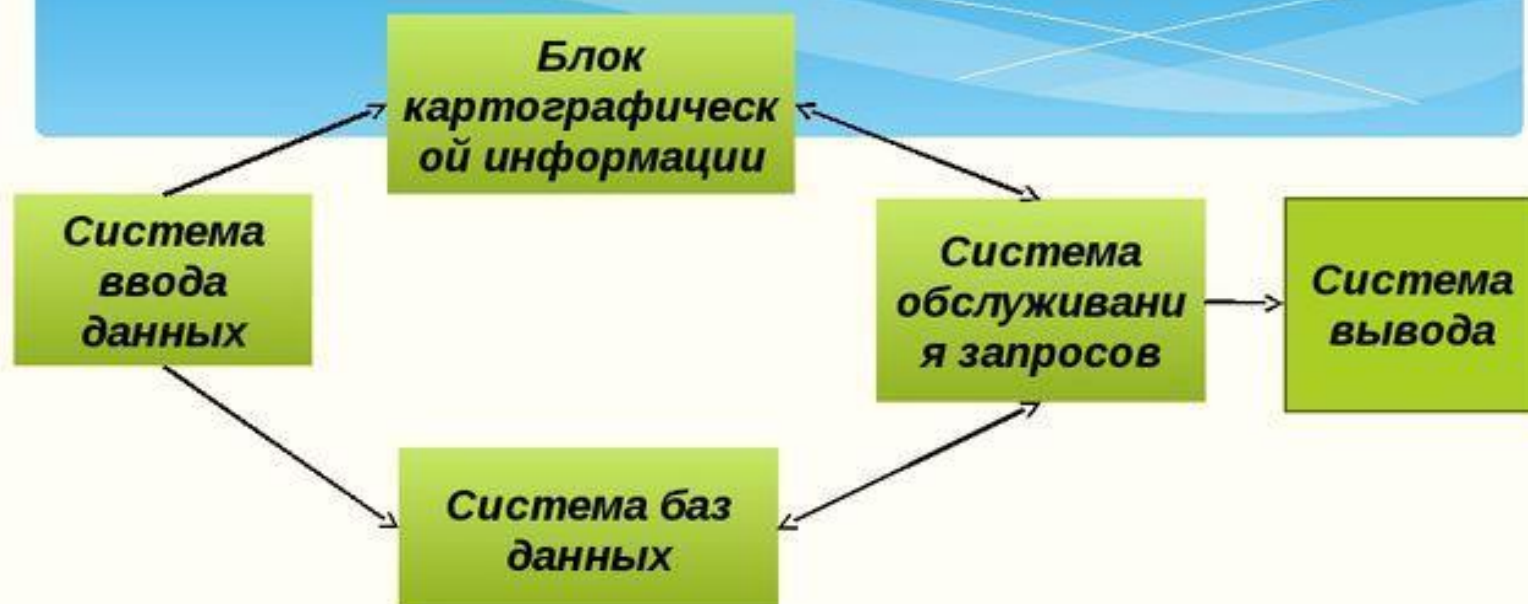 Блок
картографическ
ой информации
Система
ввода
данных
Система
обслуживани
я запросов
Система
вывода
Система баз
данных